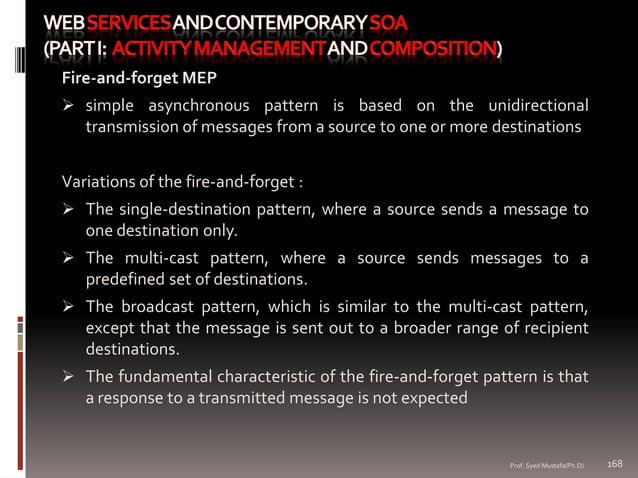 WEB SERVICES AND CONTEMPORARY SOA
(PART I: ACTIVITY MANAGEMENT AND COMPOSITION)
Fire-and-forget MEP
➢ simple asynchronous pattern is based on the unidirectional
transmission of messages from a source to one or more destinations
Variations of the fire-and-forget :
➢ The single-destination pattern, where a source sends a message to
one destination only.
➢ The multi-cast pattern, where a source sends messages to a
predefined set of destinations.
➢ The broadcast pattern, which is similar to the multi-cast pattern,
except that the message is sent out to a broader range of recipient
destinations.
➢ The fundamental characteristic of the fire-and-forget pattern is that
a response to a transmitted message is not expected
Prof. Syed Mustafa(Ph.D) 168